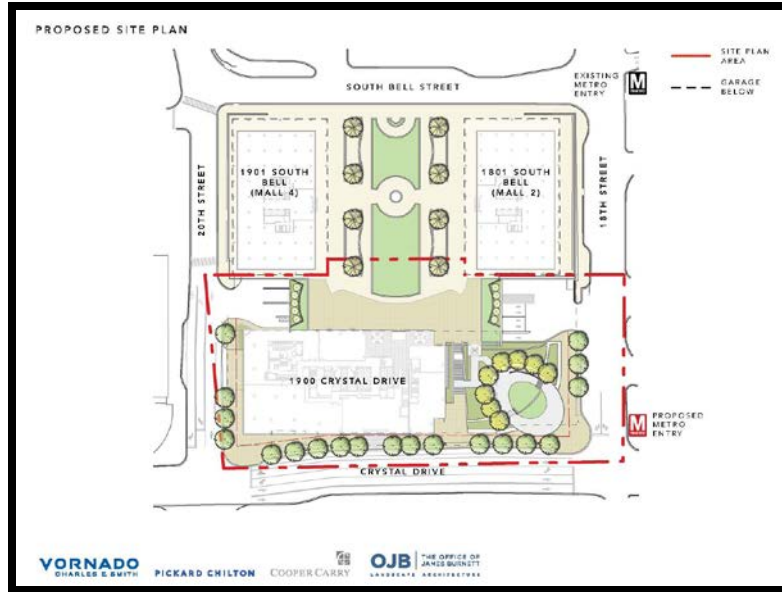 PROPOSED SITE PLAN
SITE PLAN
AREA
GARAGE
BELOW
EXISTING
METRO
ENTRY
M
SOUTH BELL STREET
20TH STREET
1901 SOUTH
BELL
(MALL 4)
1801 SOUTH
BELL
(MALL 2)
18TH STREET
1900 CRYSTAL DRIVE
M
PROPOSED
METRO
ENTRY
CRYSTAL DRIVE
VORNADO
CHARLES E SMITH
PICKARD CHILTON
COOPER CARRY
OJB
THE OFFICE OF
JAMES BURNETT
LANDSCAPE ARCHITECTURE